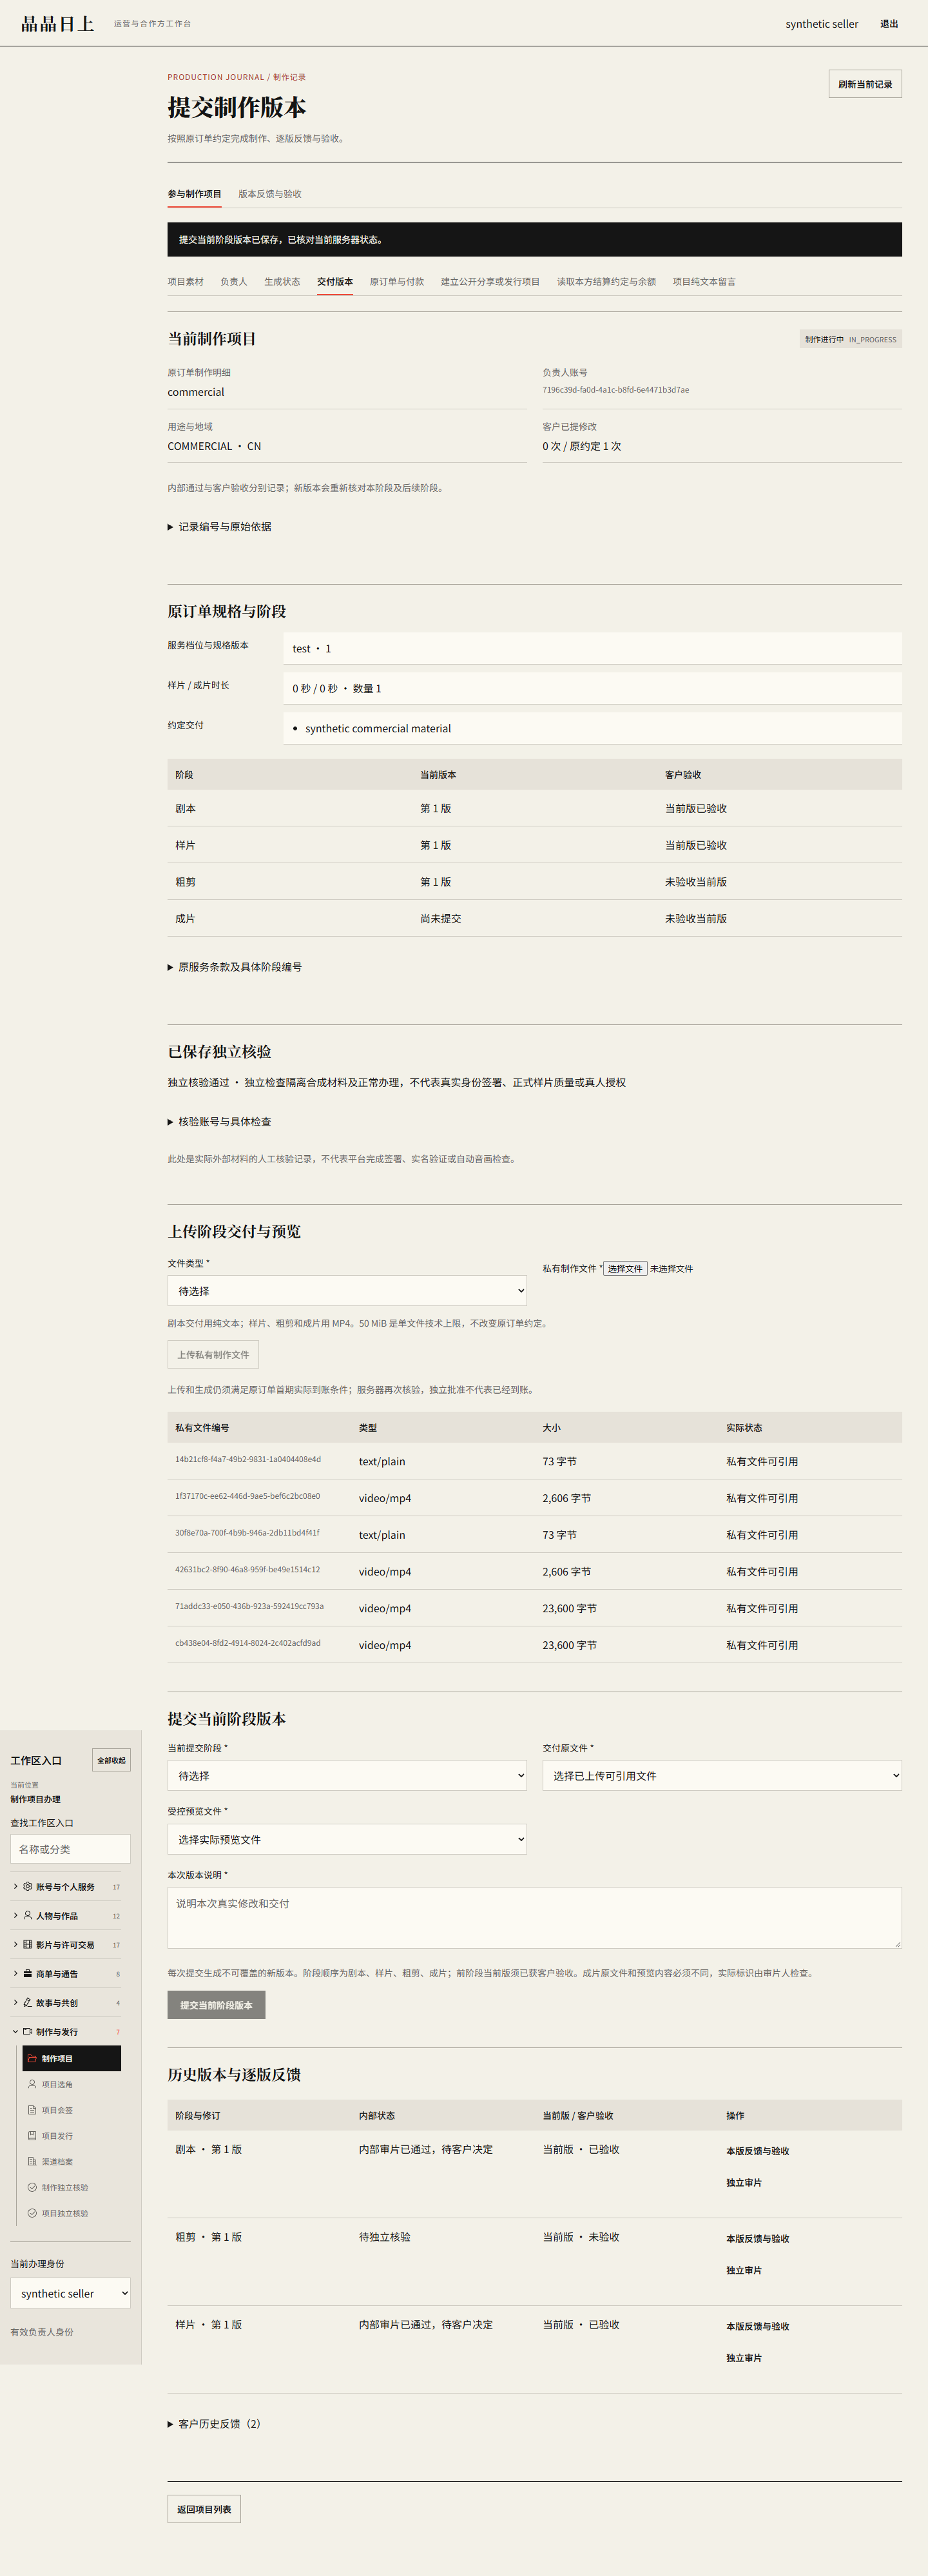 晶晶日上
运营与合作方工作台
synthetic seller
退出
PRODUCTION JOURNAL / 制作记录
提交制作版本
刷新当前记录
按照原订单约定完成制作、逐版反馈与验收。
参与制作项目 版本反馈与验收
提交当前阶段版本已保存，已核对当前服务器状态。
项目素材 负责人 生成状态 交付版本 原订单与付款 建立公开分享或发行项目 读取本方结算约定与余额 项目纯文本留言
当前制作项目
制作进行中 IN_PROGRESS
原订单制作明细
commercial
负责人账号
7196c39d-fa0d-4a1c-b8fd-6e4471b3d7ae
用途与地域
COMMERCIAL · CN
客户已提修改
0 次 / 原约定 1 次
内部通过与客户验收分别记录；新版本会重新核对本阶段及后续阶段。
▶ 记录编号与原始依据
原订单规格与阶段
服务档位与规格版本 test · 1
样片 / 成片时长 0 秒 / 0 秒 · 数量 1
约定交付 • synthetic commercial material
阶段 当前版本 客户验收
剧本 第 1 版 当前版已验收
样片 第 1 版 当前版已验收
粗剪 第 1 版 未验收当前版
成片 尚未提交 未验收当前版
▶ 原服务条款及具体阶段编号
已保存独立核验
独立核验通过 · 独立检查隔离合成材料及正常办理，不代表真实身份签署、正式样片质量或真人授权
▶ 核验账号与具体检查
此处是实际外部材料的人工核验记录，不代表平台完成签署、实名验证或自动音画检查。
上传阶段交付与预览
文件类型 *
待选择
私有制作文件 * 选择文件 未选择文件
剧本交付用纯文本；样片、粗剪和成片用 MP4。50 MiB 是单文件技术上限，不改变原订单约定。
上传私有制作文件
上传和生成仍须满足原订单首期实际到账条件；服务器再次核验，独立批准不代表已经到账。
私有文件编号 类型 大小 实际状态
14b21cf8-f4a7-49b2-9831-1a0404408e4d text/plain 73 字节 私有文件可引用
1f37170c-ee62-446d-9ae5-bef6c2bc08e0 video/mp4 2,606 字节 私有文件可引用
30f8e70a-700f-4b9b-946a-2db11bd4f41f text/plain 73 字节 私有文件可引用
42631bc2-8f90-46a8-959f-be49e1514c12 video/mp4 2,606 字节 私有文件可引用
71addc33-e050-436b-923a-592419cc793a video/mp4 23,600 字节 私有文件可引用
cb438e04-8fd2-4914-8024-2c402acfd9ad video/mp4 23,600 字节 私有文件可引用
提交当前阶段版本
当前提交阶段 *
待选择
交付原文件 *
选择已上传可引用文件
受控预览文件 *
选择实际预览文件
本次版本说明 *
说明本次真实修改和交付
每次提交生成不可覆盖的新版本。阶段顺序为剧本、样片、粗剪、成片；前阶段当前版须已获客户验收。成片原文件和预览内容必须不同，实际标识由审片人检查。
提交当前阶段版本
历史版本与逐版反馈
阶段与修订 内部状态 当前版 / 客户验收 操作
剧本 · 第 1 版 内部审片已通过，待客户决定 当前版 · 已验收 本版反馈与验收
独立审片
粗剪 · 第 1 版 待独立核验 当前版 · 未验收 本版反馈与验收
独立审片
样片 · 第 1 版 内部审片已通过，待客户决定 当前版 · 已验收 本版反馈与验收
独立审片
▶ 客户历史反馈（2）
返回项目列表
工作区入口
全部收起
当前位置
制作项目办理
查找工作区入口
名称或分类
账号与个人服务 17
人物与作品 12
影片与许可交易 17
商单与通告 8
故事与共创 4
制作与发行 7
制作项目
项目选角
项目会签
项目发行
渠道档案
制作独立核验
项目独立核验
当前办理身份
synthetic seller
有效负责人身份